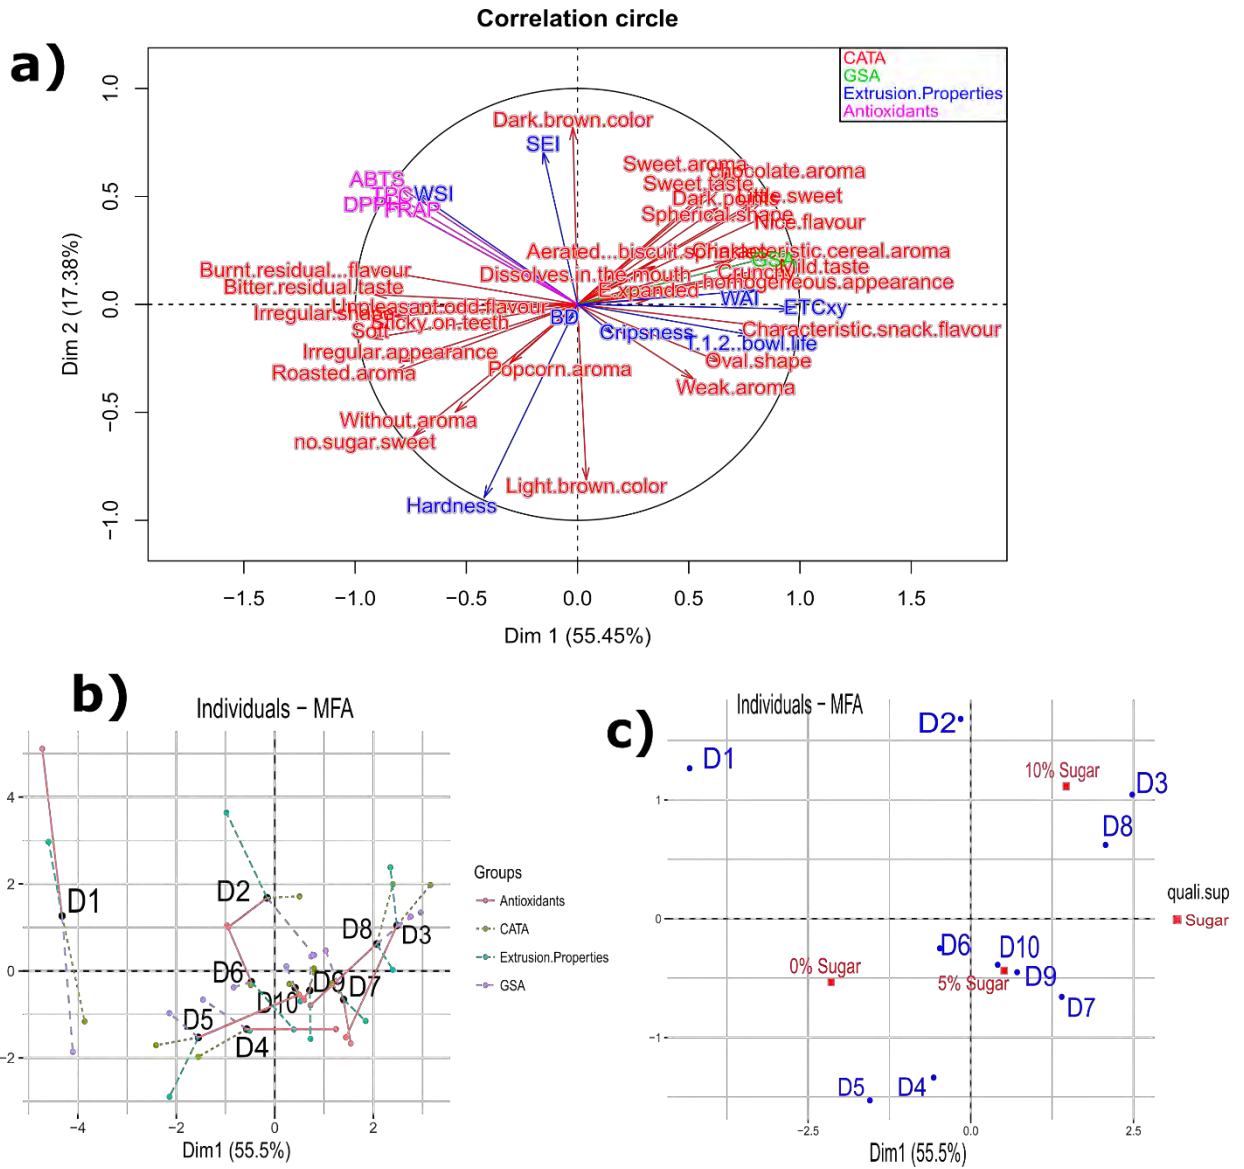 Correlation circle
a)
CATA
GSA
Extrusion.Properties
Antioxidants
1.0
0.5
0.0
−0.5
−1.0
Dim 2 (17.38%)
Dark.brown.color
SEI
Sweet.aroma
chocolate.aroma
ABTS
Sweet.taste
TPC
WSI
Dark.points
Little.sweet
FRAP
Spherical.shape
Nice.flavour
Aerated...biscuit
Characteristic.cereal.aroma
GSA
Burnt.residual...flavour
Dissolves.in.the.mouth
Crunchy
Mild.taste
Bitter.residual.taste
Expanded
homogeneous.appearance
WAI
Unpleasant.odd.flavour
ETCxy
Irregular.shape
BD
Sticky.on.teeth
Soft
Cripsness
Characteristic.snack.flavour
T.1.2..bowl.life
Irregular.appearance
Oval.shape
Roasted.aroma
Popcorn.aroma
Weak.aroma
Without.aroma
no.sugar.sweet
Light.brown.color
Hardness
−1.5 −1.0 −0.5 0.0 0.5 1.0 1.5
Dim 1 (55.45%)
b)
Individuals − MFA
4
2
0
−2
D1
D2
D8
D3
D6
D9
D7
D10
D5
D4
−4 −2 0 2
Dim1 (55.5%)
Groups
Antioxidants
CATA
Extrusion.Properties
GSA
c)
Individuals − MFA
D2
D1
10% Sugar
D3
D8
1
0
−1
quali.sup
Sugar
D6
D10
0% Sugar
5% Sugar
D9
D7
D5
D4
−2.5 0.0 2.5
Dim1 (55.5%)